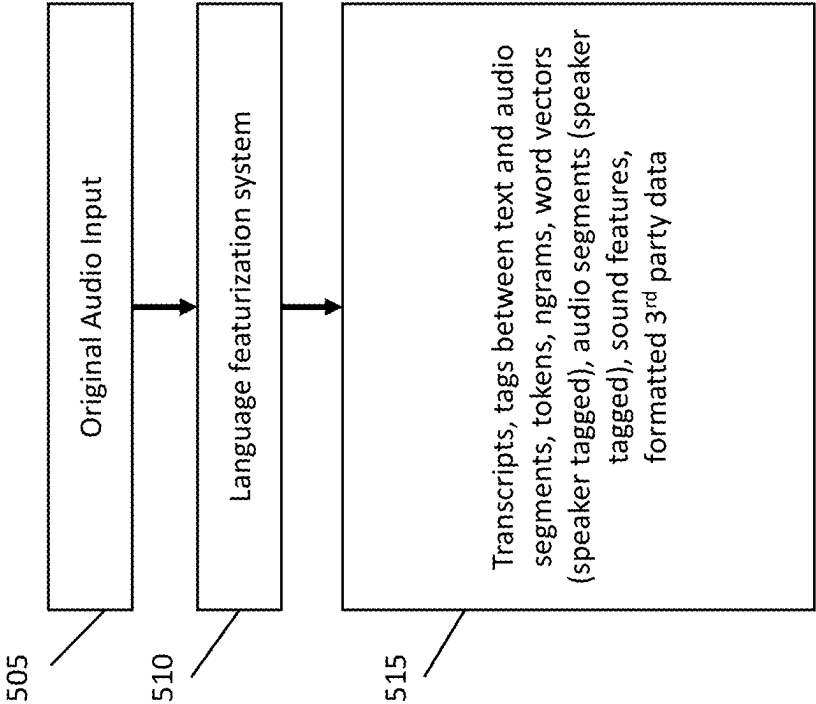 505
Original Audio Input
510
Language featurization system
515
Transcripts, tags between text and audio
segments, tokens, ngrams, word vectors
(speaker tagged), audio segments (speaker
tagged), sound features,
formatted 3rd party data